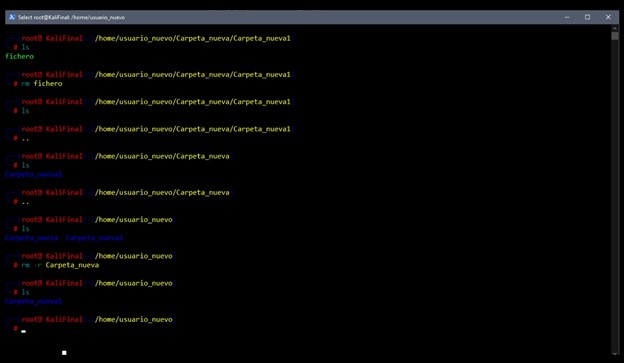 Select root@KaliFinal: /home/usuario_nuevo
root@ KaliFinal /home/usuario_nuevo/Carpeta_nueva/Carpeta_nueva1
# ls
fichero
root@ KaliFinal /home/usuario_nuevo/Carpeta_nueva/Carpeta_nueva1
# rm fichero
root@ KaliFinal /home/usuario_nuevo/Carpeta_nueva/Carpeta_nueva1
# ls
root@ KaliFinal /home/usuario_nuevo/Carpeta_nueva/Carpeta_nueva1
# ..
root@ KaliFinal /home/usuario_nuevo/Carpeta_nueva
# ls
Carpeta_nueva1
root@ KaliFinal /home/usuario_nuevo/Carpeta_nueva
# ..
root@ KaliFinal /home/usuario_nuevo
# ls
Carpeta_nueva Carpeta_nueva1
root@ KaliFinal /home/usuario_nuevo
# rm -r Carpeta_nueva
root@ KaliFinal /home/usuario_nuevo
# ls
Carpeta_nueva1
root@ KaliFinal /home/usuario_nuevo
#